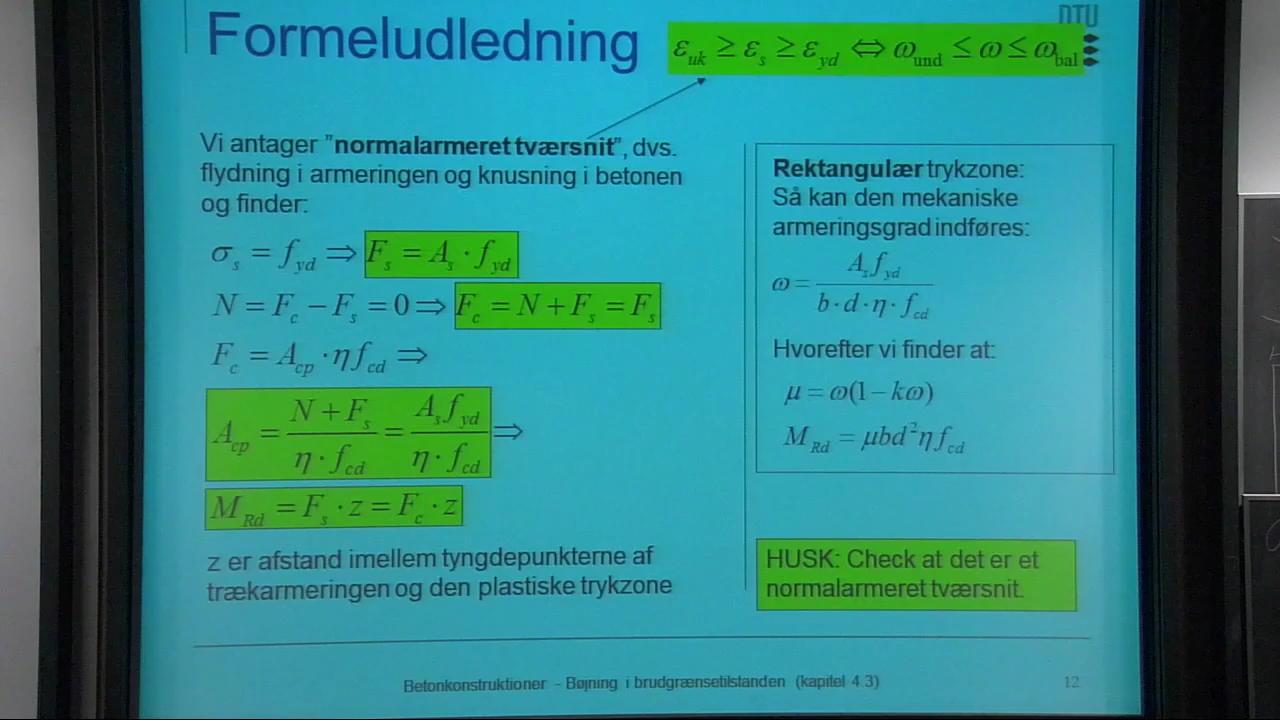 DTU
Formeludledning
ε_uk ≥ ε_s ≥ ε_yd ⇔ ω_und ≤ ω ≤ ω_bal
Vi antager ”normalarmeret tværsnit”, dvs.
flydning i armeringen og knusning i betonen
og finder:
σ_s = f_yd ⇒ F_s = A_s · f_yd
N = F_c − F_s = 0 ⇒ F_c = N + F_s = F_s
F_c = A_cp · η f_cd ⇒
A_cp = (N + F_s) / (η · f_cd) = (A_s f_yd) / (η · f_cd) ⇒
M_Rd = F_s · z = F_c · z
z er afstand imellem tyngdepunkterne af
trækarmeringen og den plastiske trykzone
Rektangulær trykzone:
Så kan den mekaniske
armeringsgrad indføres:
ω = (A_s f_yd) / (b · d · η · f_cd)
Hvorefter vi finder at:
μ = ω(1 − kω)
M_Rd = μbd²η f_cd
HUSK: Check at det er et
normalarmeret tværsnit.
Betonkonstruktioner - Bøjning i brudgrænsetilstanden (kapitel 4.3)
12